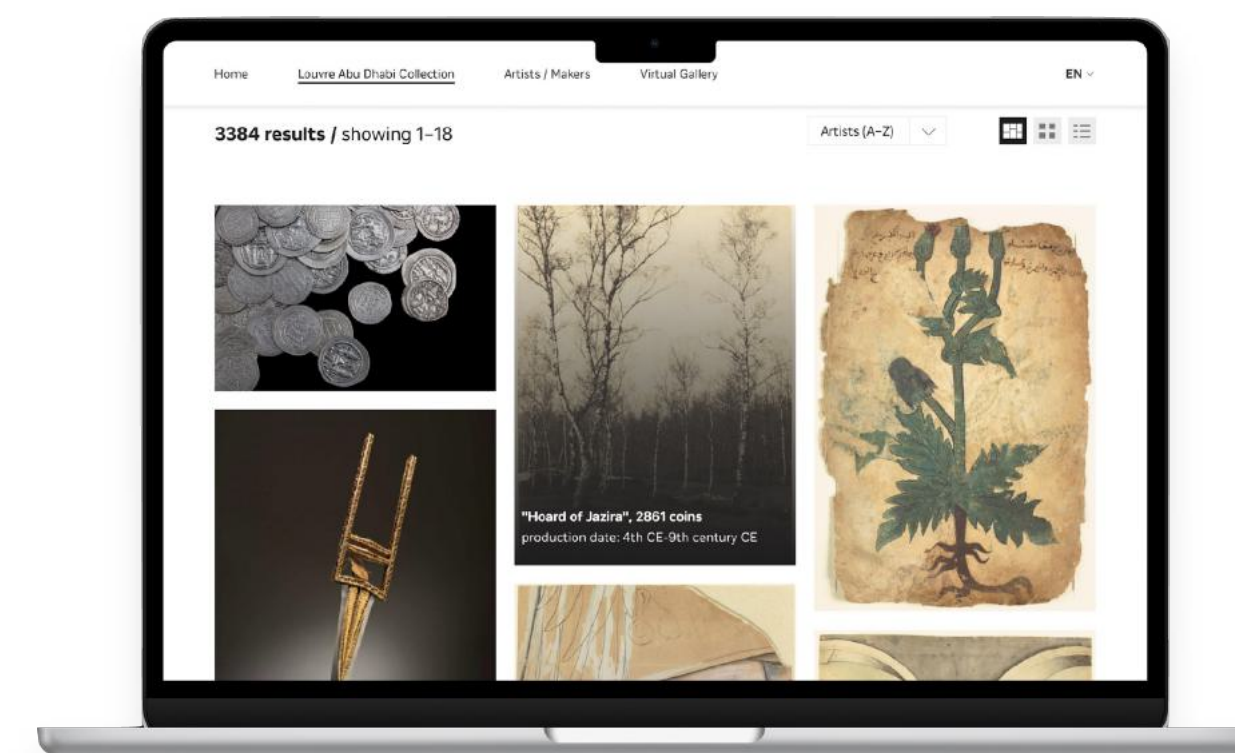 Home Louvre Abu Dhabi Collection Artists / Makers Virtual Gallery EN
3384 results / showing 1–18
Artists (A–Z)
"Hoard of Jazira", 2861 coins
production date: 4th CE-9th century CE